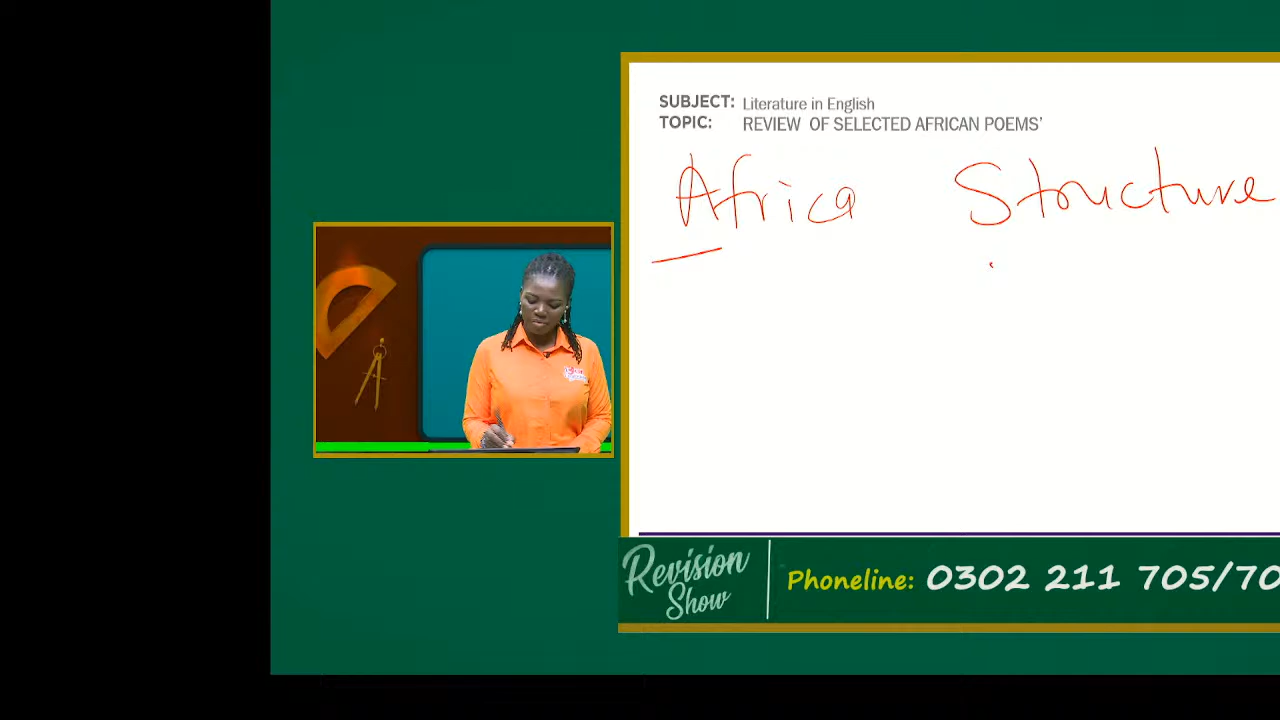 SUBJECT: Literature in English
TOPIC: REVIEW OF SELECTED AFRICAN POEMS'
Africa Structure
Revision Show
Phoneline: 0302 211 705/70